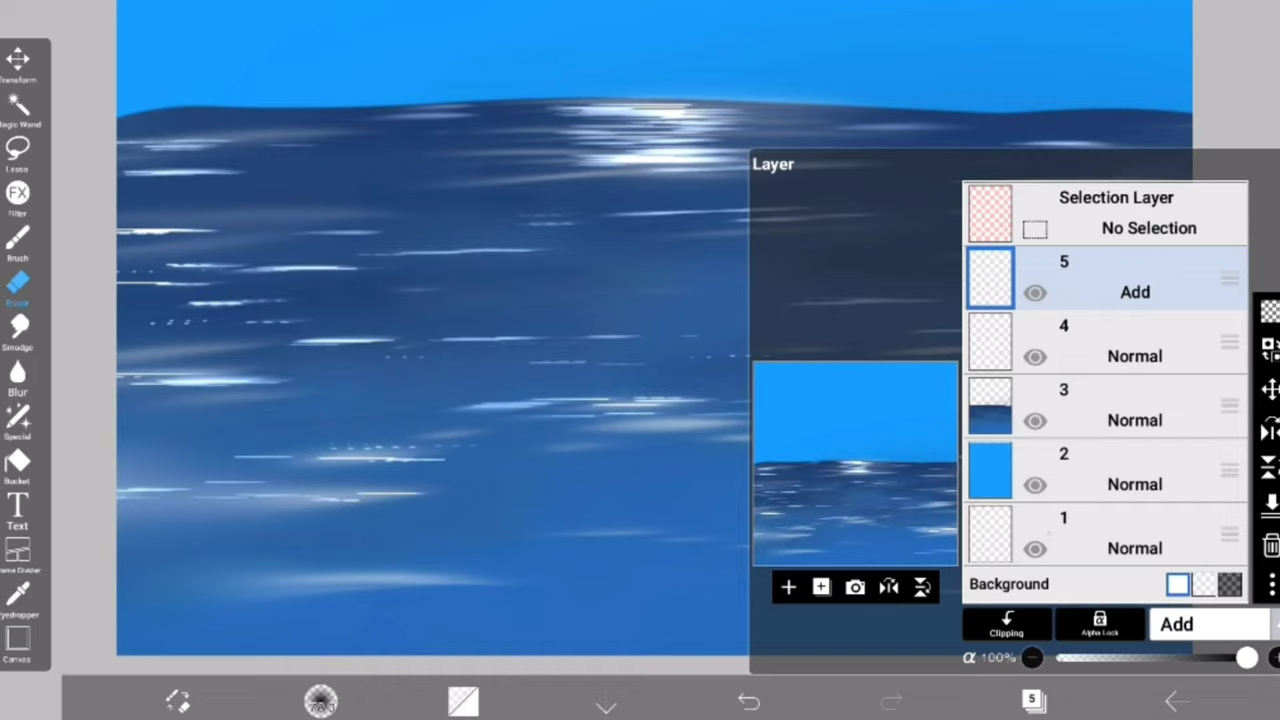 Transform
Magic Wand
Lasso
FX
Filter
Brush
Eraser
Smudge
Blur
Special
Bucket
T
Text
Frame Divider
Eyedropper
Canvas
Layer
Selection Layer
No Selection
5
Add
4
Normal
3
Normal
2
Normal
1
Normal
Background
Clipping
Alpha Lock
Add
α 100%
5